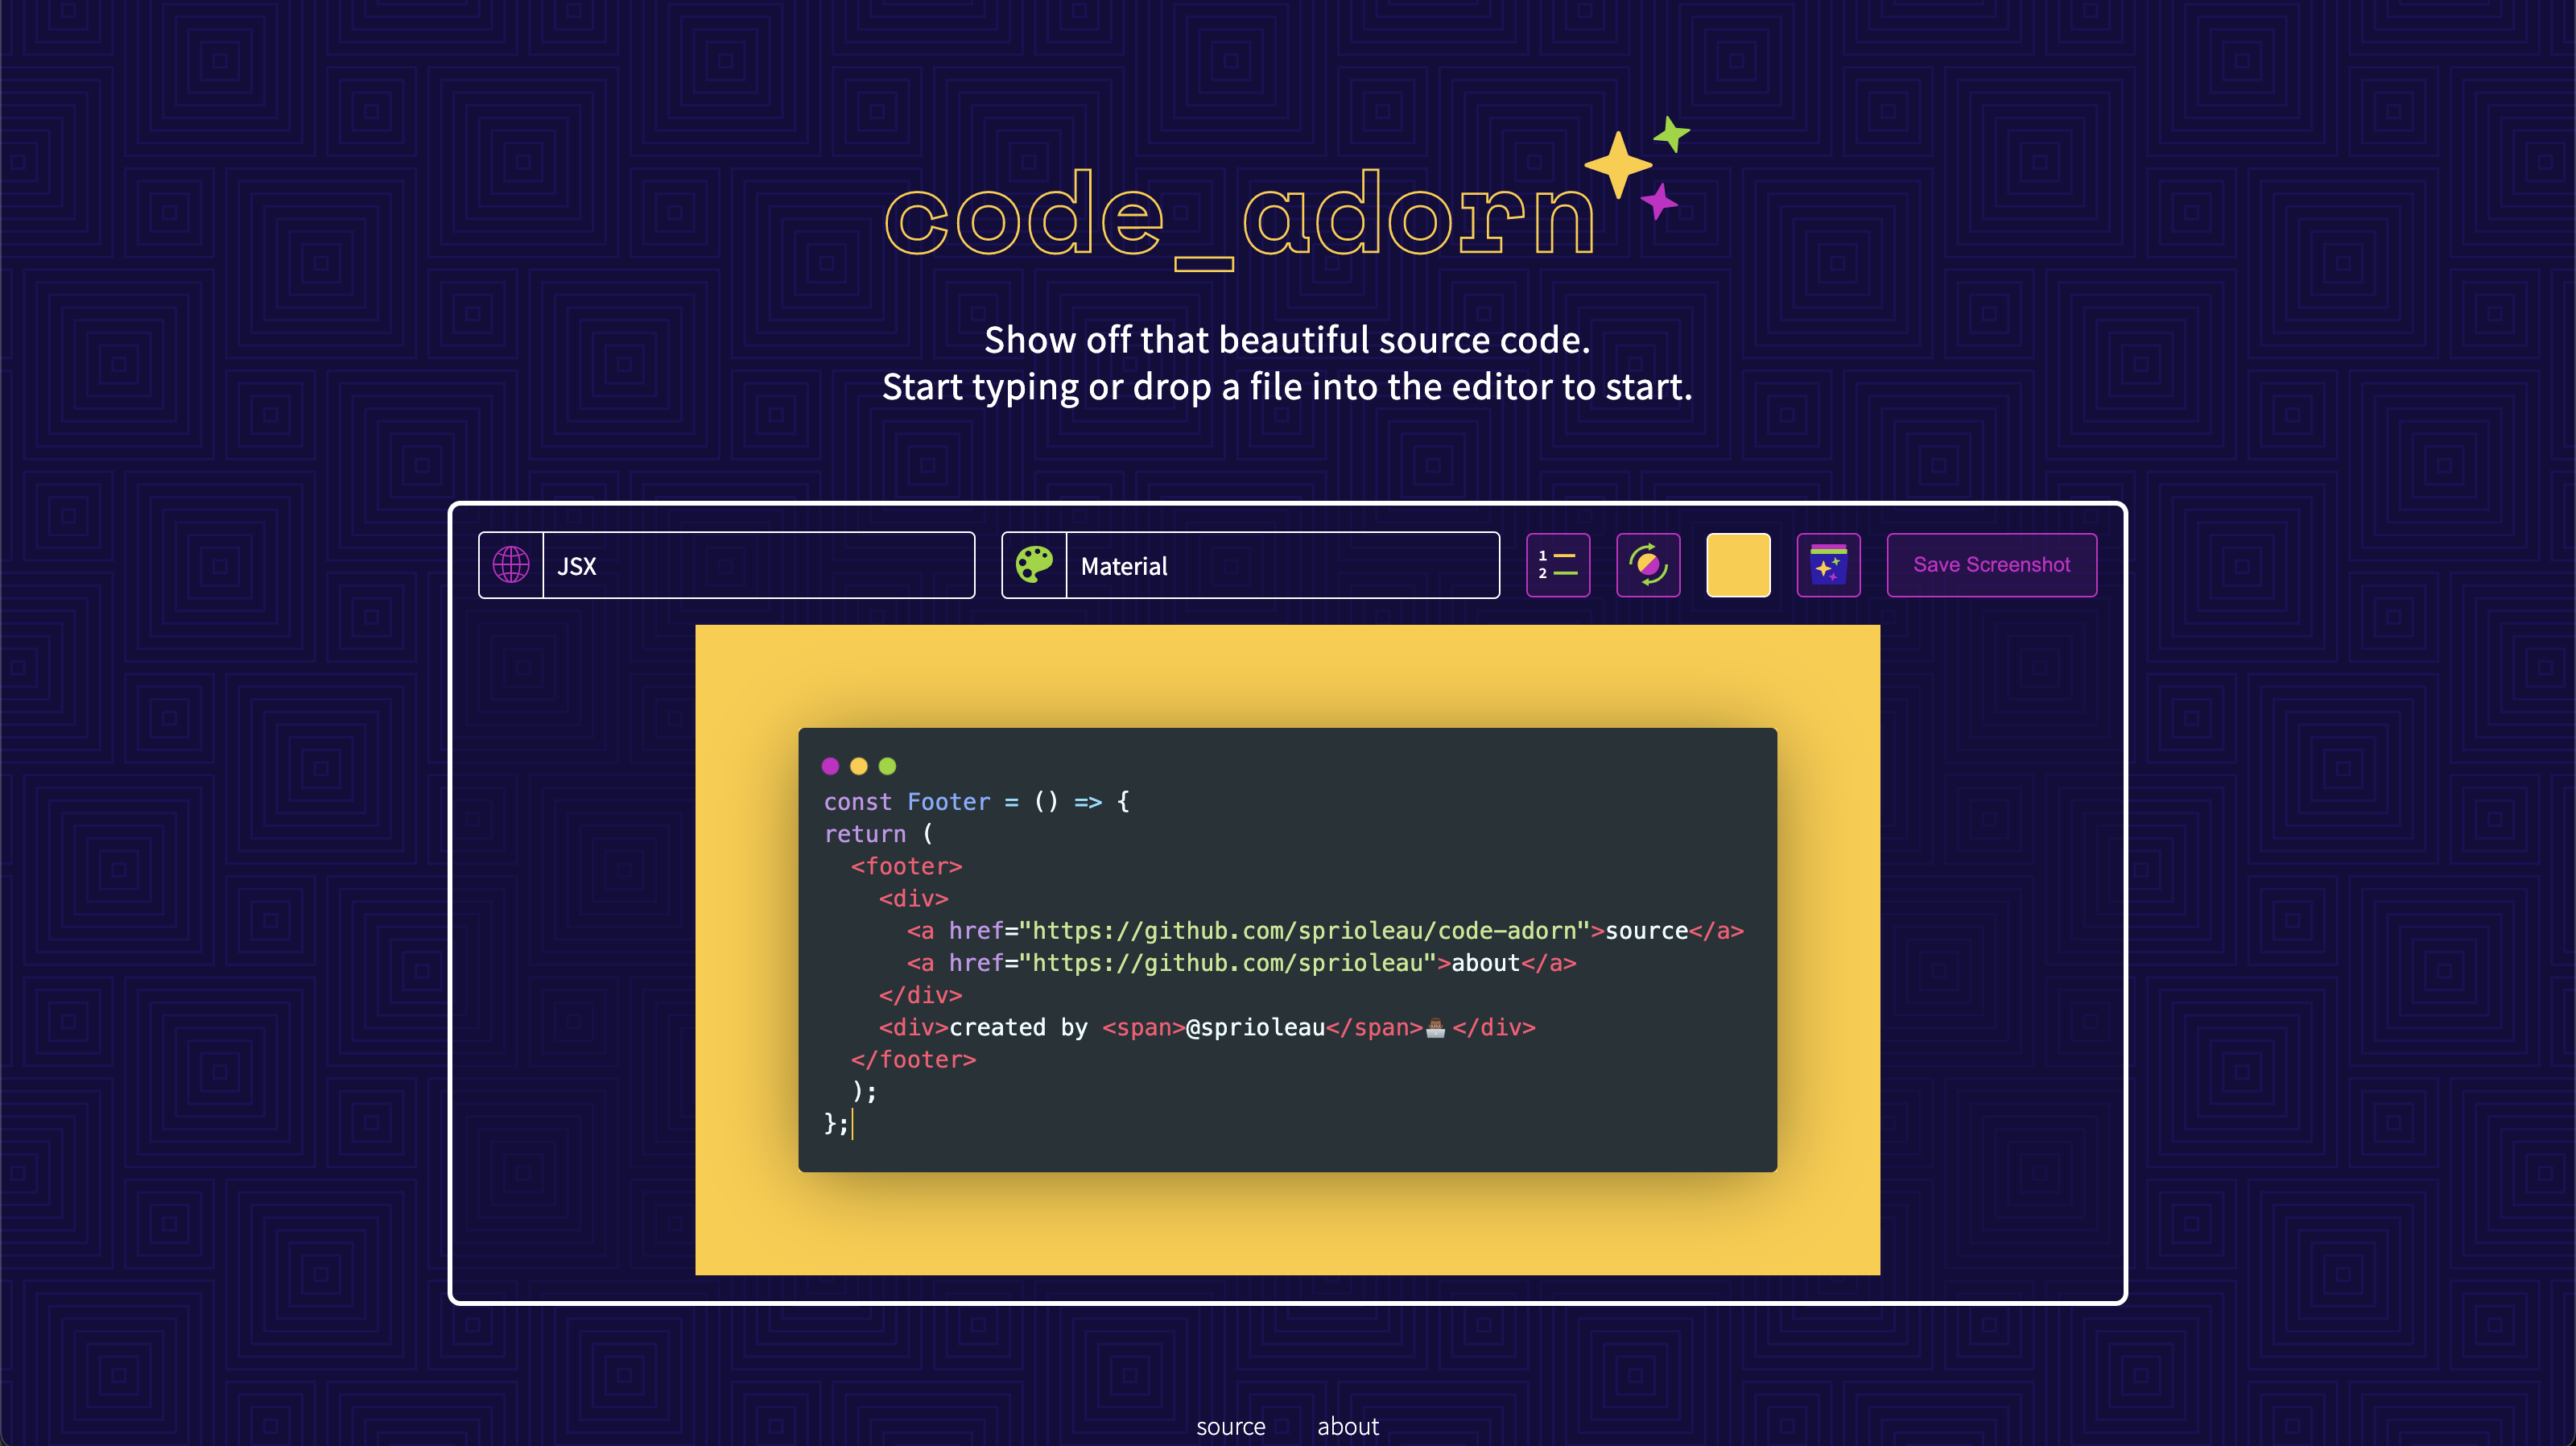 code_adorn
Show off that beautiful source code.
Start typing or drop a file into the editor to start.
JSX
Material
1
2
Save Screenshot
const Footer = () => {
return (
  <footer>
    <div>
      <a href="https://github.com/sprioleau/code-adorn">source</a>
      <a href="https://github.com/sprioleau">about</a>
    </div>
    <div>created by <span>@sprioleau</span>👨🏾‍💻</div>
  </footer>
  );
};
source about